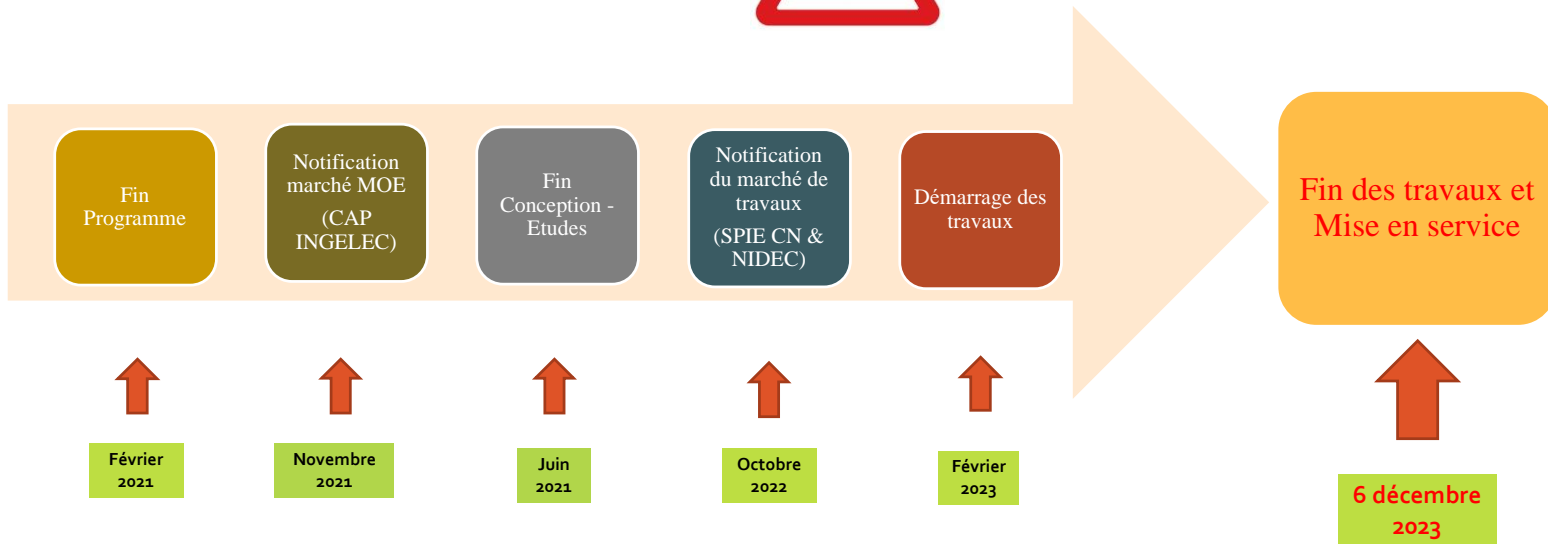 Fin
Programme
Notification
marché MOE
(CAP
INGELEC)
Fin
Conception -
Etudes
Notification
du marché de
travaux
(SPIE CN &
NIDEC)
Démarrage des
travaux
Fin des travaux et
Mise en service
Février
2021
Novembre
2021
Juin
2021
Octobre
2022
Février
2023
6 décembre
2023